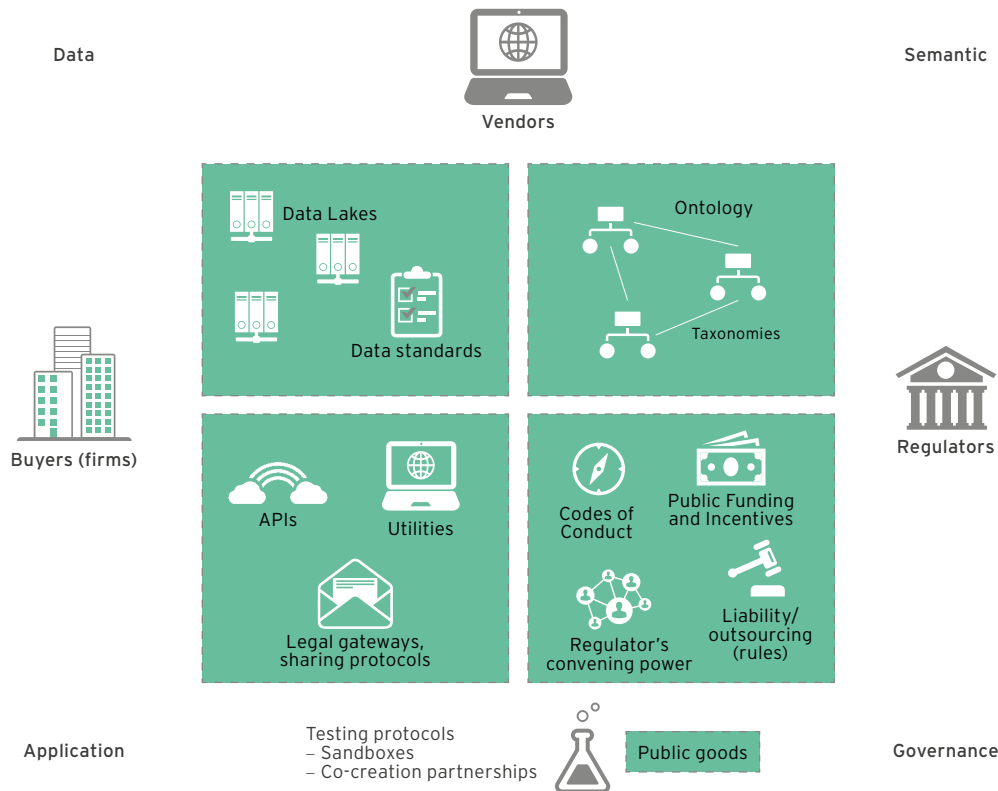 Data
Semantic
Vendors
Data Lakes
Data standards
Ontology
Taxonomies
Buyers (firms)
Regulators
APIs
Utilities
Legal gateways,
sharing protocols
Codes of
Conduct
Public Funding
and Incentives
Regulator's
convening power
Liability/
outsourcing
(rules)
Application
Testing protocols
– Sandboxes
– Co-creation partnerships
Public goods
Governance